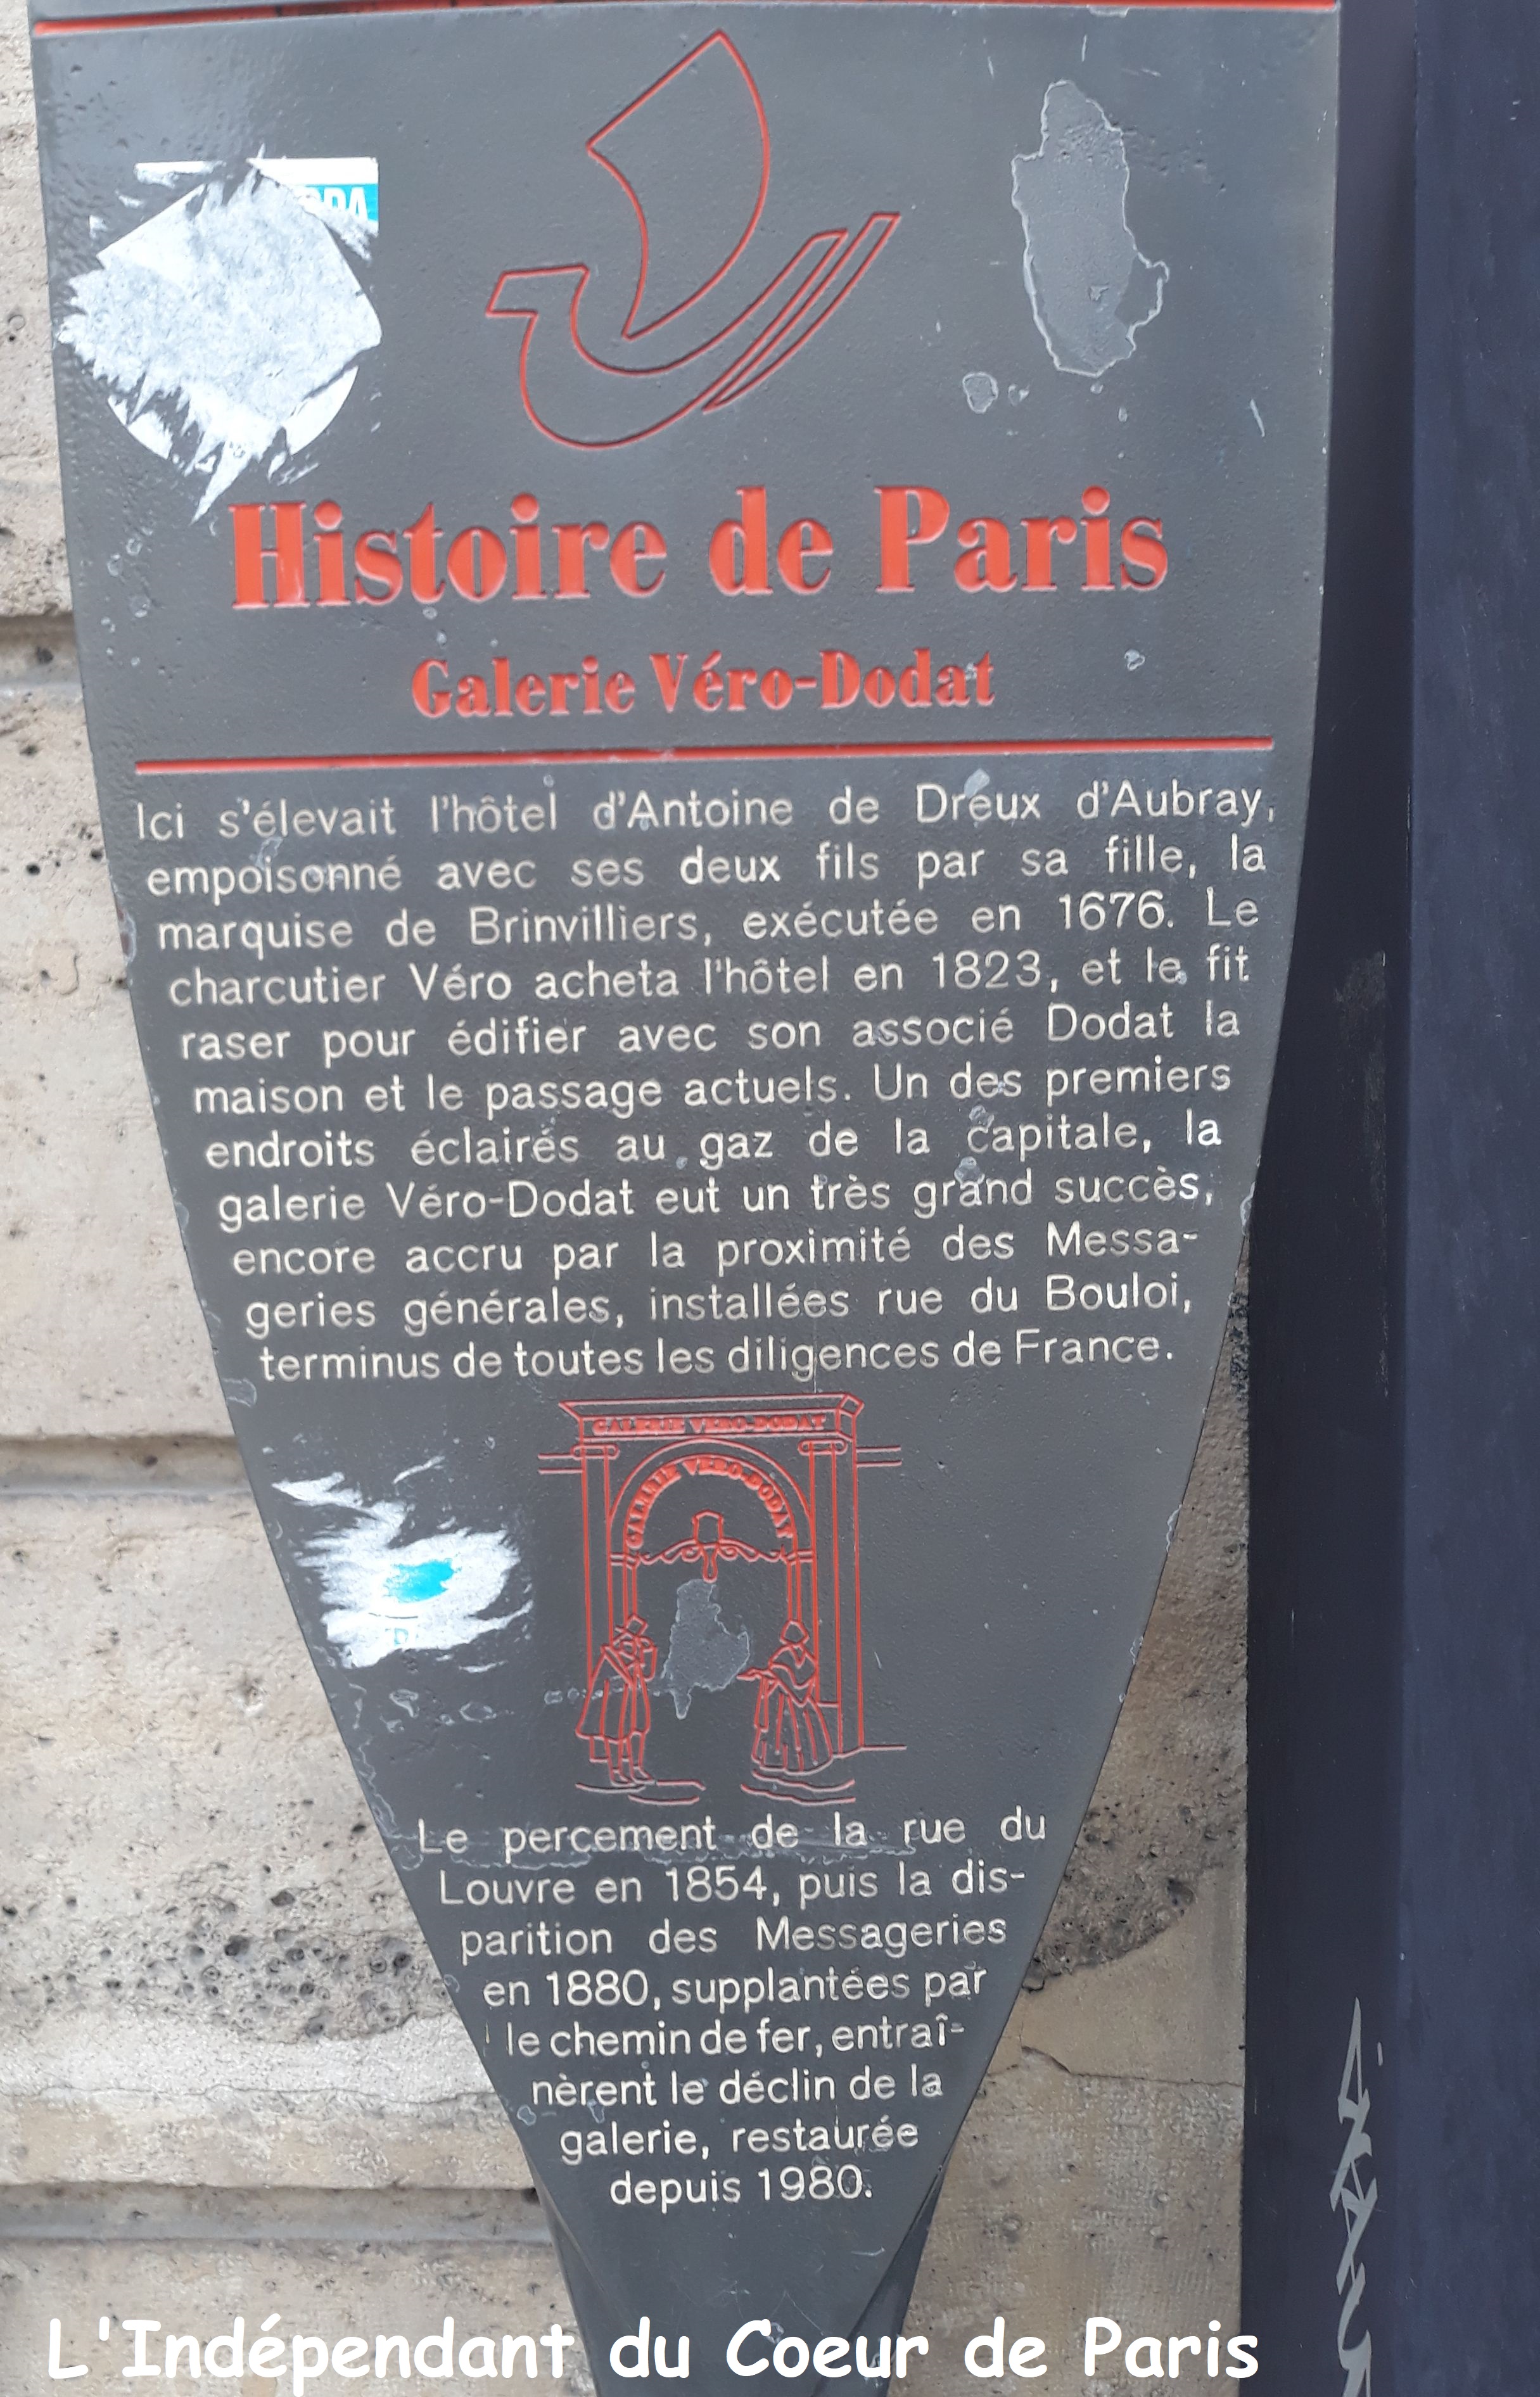 Histoire de Paris
Galerie Véro-Dodat
Ici s'élevait l'hôtel d'Antoine de Dreux d'Aubray,
empoisonné avec ses deux fils par sa fille, la
marquise de Brinvilliers, exécutée en 1676. Le
charcutier Véro acheta l'hôtel en 1823, et le fit
raser pour édifier avec son associé Dodat la
maison et le passage actuels. Un des premiers
endroits éclairés au gaz de la capitale, la
galerie Véro-Dodat eut un très grand succès,
encore accru par la proximité des Messa-
geries générales, installées rue du Bouloi,
terminus de toutes les diligences de France.
GALERIE VERO-DODAT
GALERIE VERO-DODAT
Le percement de la rue du
Louvre en 1854, puis la dis-
parition des Messageries
en 1880, supplantées par
le chemin de fer, entraî-
nèrent le déclin de la
galerie, restaurée
depuis 1980.
L'Indépendant du Coeur de Paris